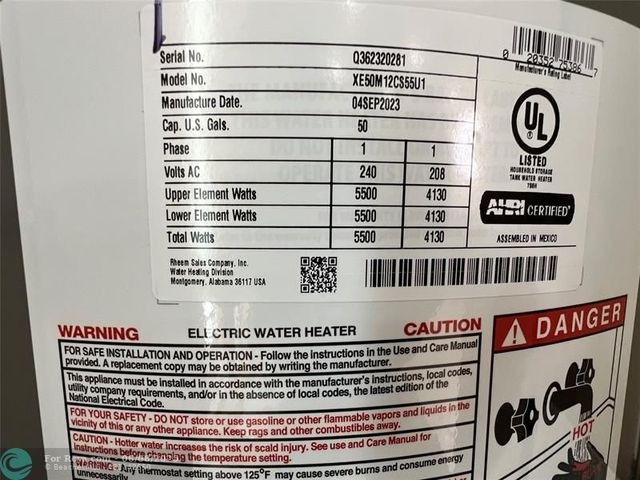 Serial No. Q362320281
Model No. XE50M12CS55U1
Manufacture Date. 04SEP2023
Cap. U.S. Gals. 50
Phase 1 1
Volts AC 240 208
Upper Element Watts 5500 4130
Lower Element Watts 5500 4130
Total Watts 5500 4130
Rheem Sales Company, Inc.
Water Heating Division
Montgomery, Alabama 36117 USA
0 20352 75386 7
Manufacturer's Rating Label
UL
LISTED
HOUSEHOLD STORAGE
TANK WATER HEATER
AHRI CERTIFIED
ASSEMBLED IN MEXICO
WARNING ELECTRIC WATER HEATER CAUTION
FOR SAFE INSTALLATION AND OPERATION - Follow the instructions in the Use and Care Manual
provided. A replacement copy may be obtained by writing the manufacturer.
This appliance must be installed in accordance with the manufacturer's instructions, local codes,
utility company requirements, and/or in the absence of local codes, the latest edition of the
National Electrical Code.
FOR YOUR SAFETY - DO NOT store or use gasoline or other flammable vapors and liquids in the
vicinity of this or any other appliance. Keep rags and other combustibles away.
CAUTION - Hotter water increases the risk of scald injury. See use and Care Manual for
Instructions before changing the temperature setting.
WARNING: Any thermostat setting above 125°F may cause severe burns and consume energy
unnecessarily
DANGER
HOT